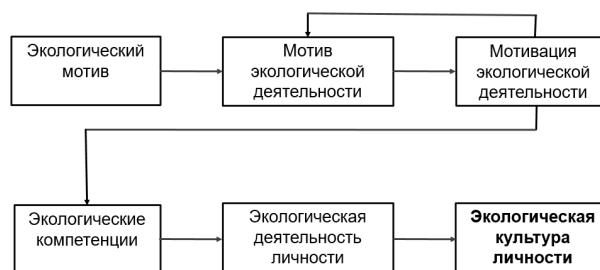 Экологический
мотив
Мотив
экологической
деятельности
Мотивация
экологической
деятельности
Экологические
компетенции
Экологическая
деятельность
личности
Экологическая
культура
личности